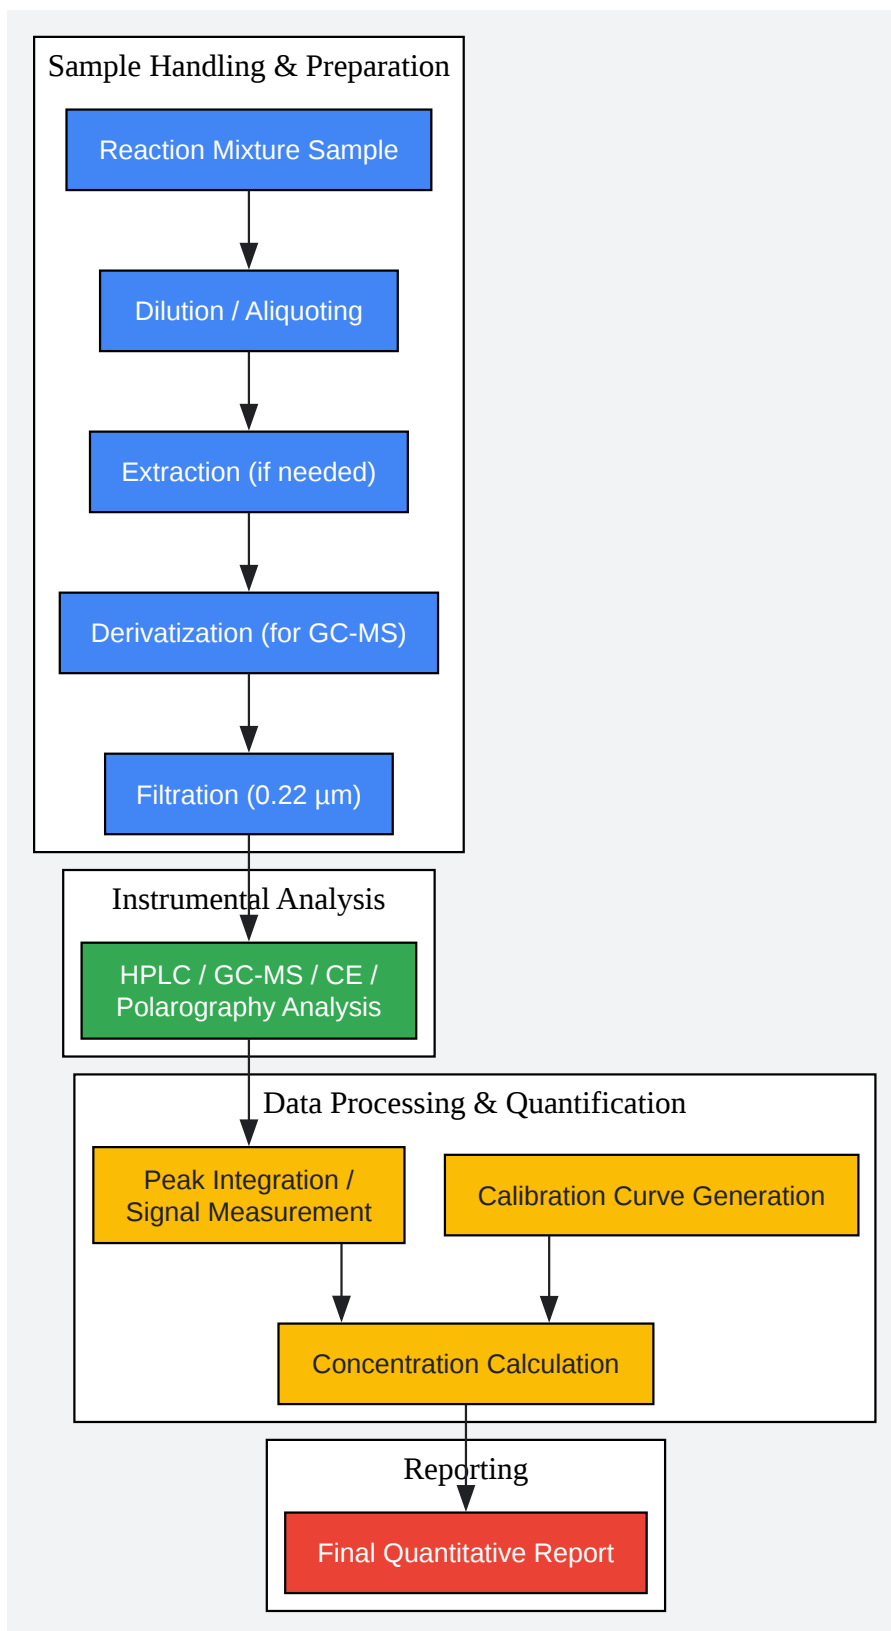 Sample Handling & Preparation
Reaction Mixture Sample
Dilution / Aliquoting
Extraction (if needed)
Derivatization (for GC-MS)
Filtration (0.22 µm)
Instrumental Analysis
HPLC / GC-MS / CE /
Polarography Analysis
Data Processing & Quantification
Peak Integration /
Signal Measurement
Calibration Curve Generation
Concentration Calculation
Reporting
Final Quantitative Report